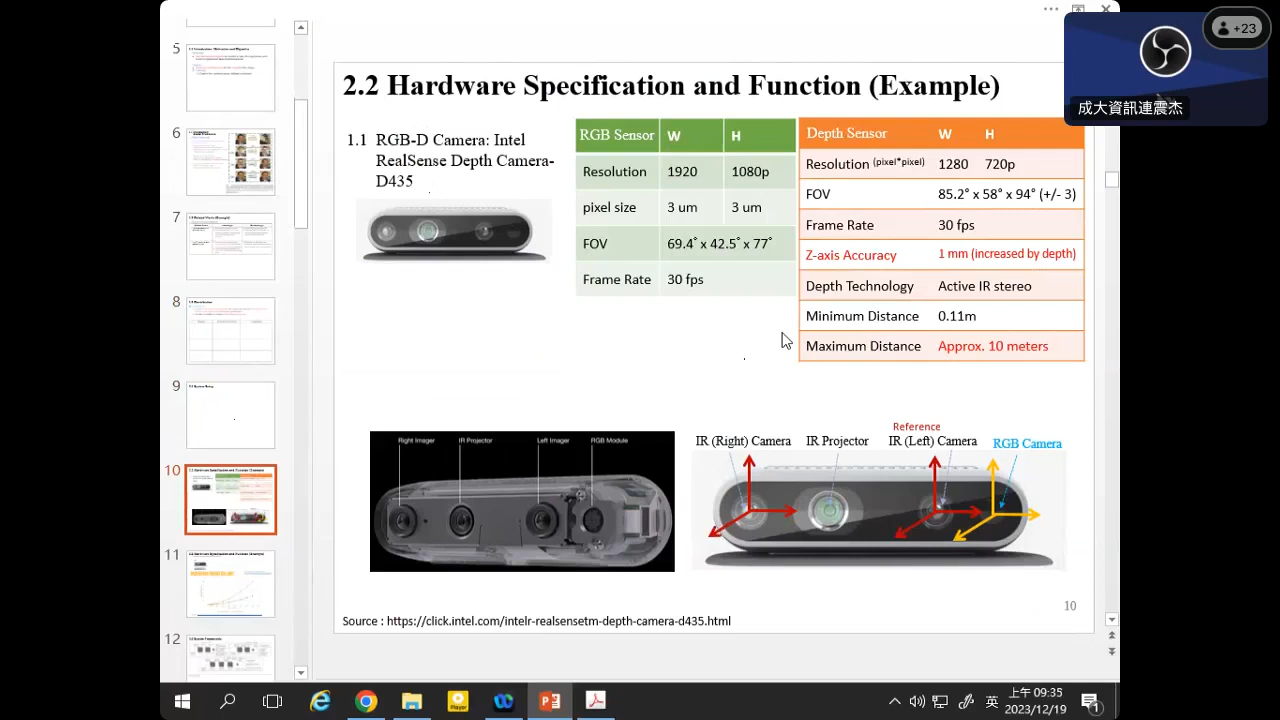 +23
成大資訊連震杰
5
6
7
8
9
10
11
12
2.2 Hardware Specification and Function (Example)
1.1 RGB-D Camera: Intel
RealSense Depth Camera-
D435
RGB Sensor W H
Resolution 1920 1080p
pixel size 3 um 3 um
FOV 69.4° x 42.5° x 77°
Frame Rate 30 fps
Depth Sensor W H
Resolution (pixel*pixel) 1280 720p
FOV 85.2° x 58° x 94° (+/- 3)
Frame Rate 30 fps
Z-axis Accuracy 1 mm (increased by depth)
Depth Technology Active IR stereo
Minimum Distance 0.11m
Maximum Distance Approx. 10 meters
Right Imager IR Projector Left Imager RGB Module
Reference
IR (Right) Camera IR Projector IR (Left) Camera RGB Camera
10
Source : https://click.intel.com/intelr-realsensetm-depth-camera-d435.html
英
上午 09:35
2023/12/19
1